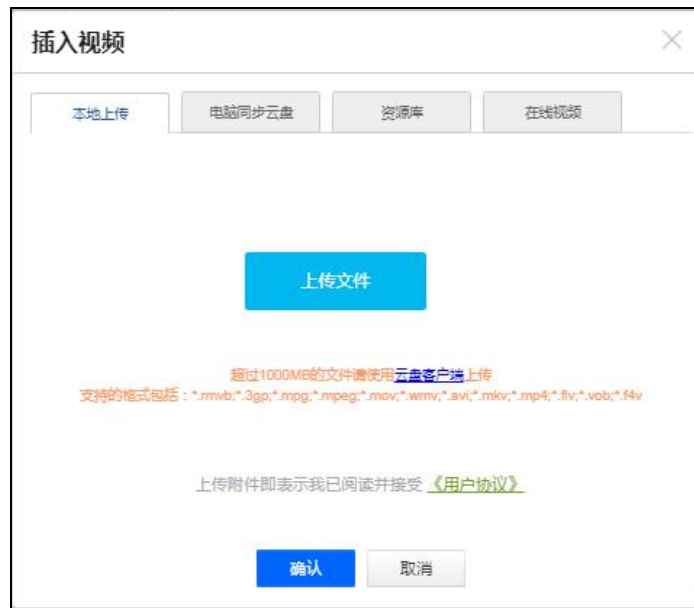 插入视频
本地上传 电脑同步云盘 资源库 在线视频
上传文件
超过1000MB的文件请使用云盘客户端上传
支持的格式包括：*.rmvb;*.3gp;*.mpg;*.mpeg;*.mov;*.wmv;*.avi;*.mkv;*.mp4;*.flv;*.vob;*.f4v
上传附件即表示我已阅读并接受 《用户协议》
确认 取消